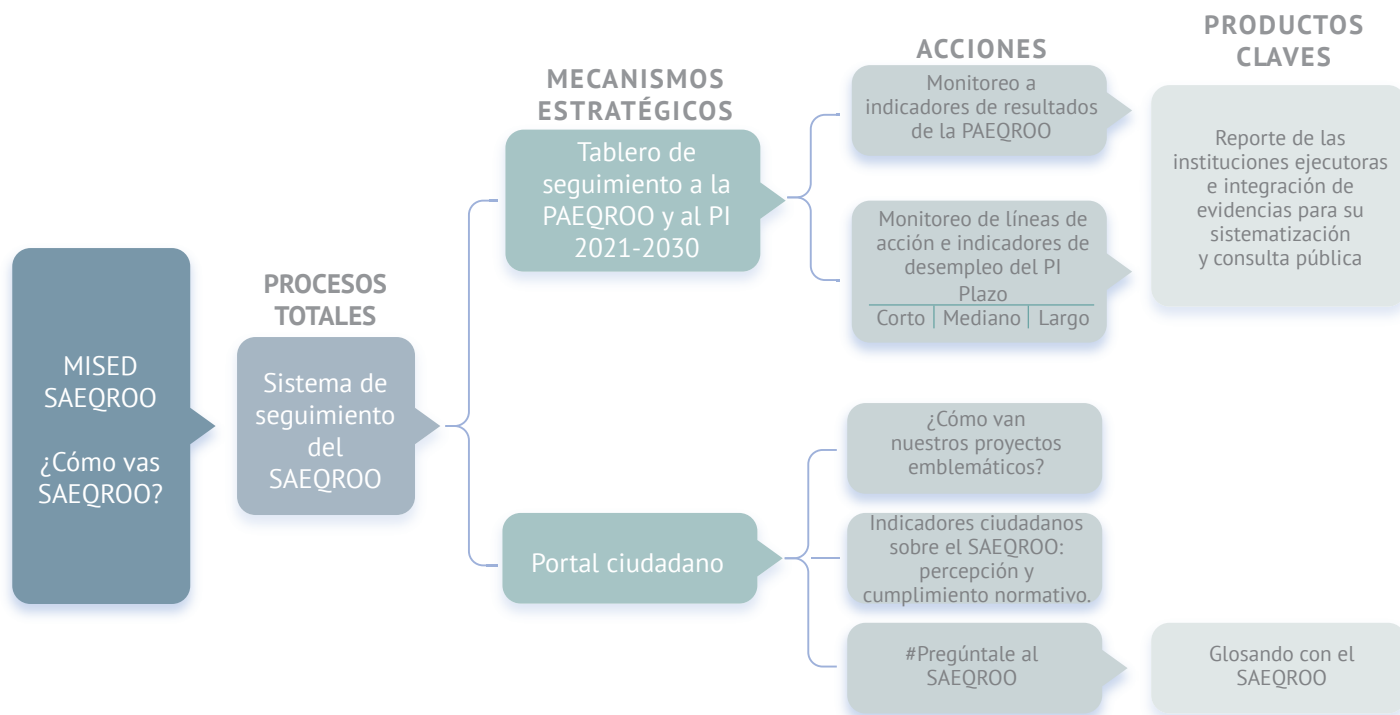 MISED
SAEQROO
¿Cómo vas
SAEQROO?
PROCESOS
TOTALES
Sistema de
seguimiento
del
SAEQROO
MECANISMOS
ESTRATÉGICOS
Tablero de
seguimiento a la
PAEQROO y al PI
2021-2030
Portal ciudadano
ACCIONES
Monitoreo a
indicadores de resultados
de la PAEQROO
Monitoreo de líneas de
acción e indicadores de
desempleo del PI
Plazo
Corto Mediano Largo
¿Cómo van
nuestros proyectos
emblemáticos?
Indicadores ciudadanos
sobre el SAEQROO:
percepción y
cumplimiento normativo.
#Pregúntale al
SAEQROO
PRODUCTOS
CLAVES
Reporte de las
instituciones ejecutoras
e integración de
evidencias para su
sistematización
y consulta pública
Glosando con el
SAEQROO